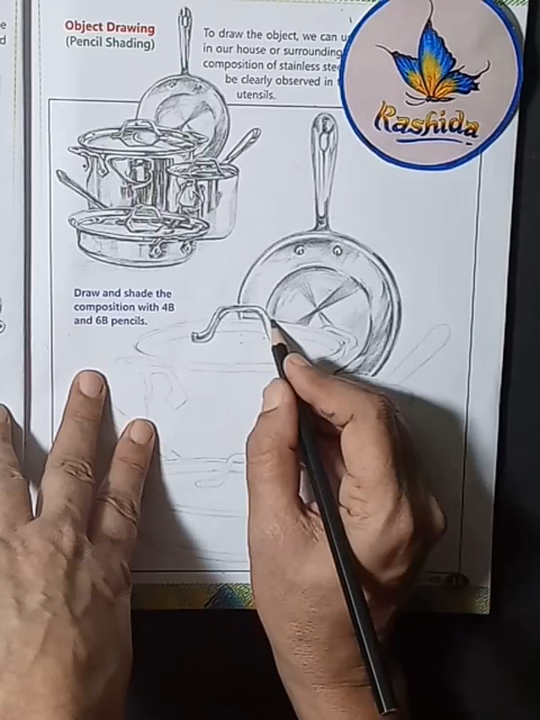 Object Drawing
(Pencil Shading)
To draw the object, we can
in our house or surrounding
composition of stainless
be clearly observed in
utensils.
Rashida
Draw and shade the
composition with 4B
and 6B pencils.